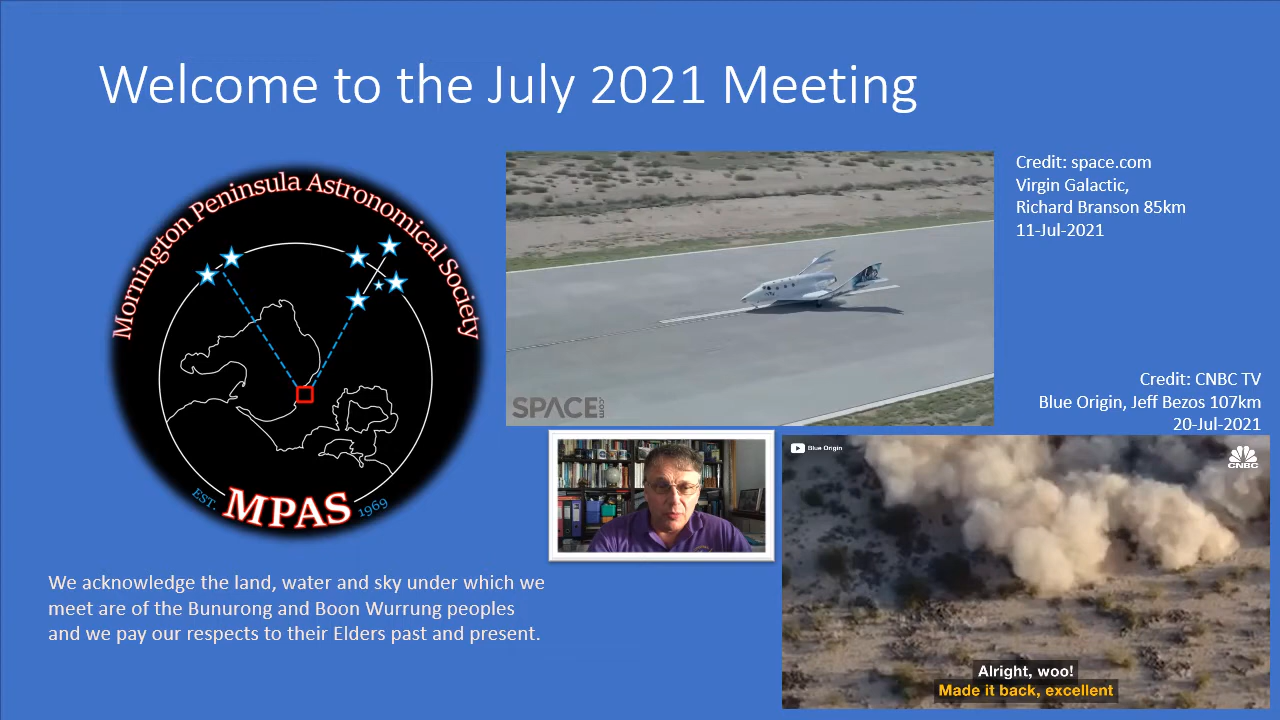 Welcome to the July 2021 Meeting
Mornington Peninsula Astronomical Society
EST.
MPAS
1969
Credit: space.com
Virgin Galactic,
Richard Branson 85km
11-Jul-2021
SPACE.com
Credit: CNBC TV
Blue Origin, Jeff Bezos 107km
20-Jul-2021
Blue Origin
CNBC
Alright, woo!
Made it back, excellent
We acknowledge the land, water and sky under which we
meet are of the Bunurong and Boon Wurrung peoples
and we pay our respects to their Elders past and present.